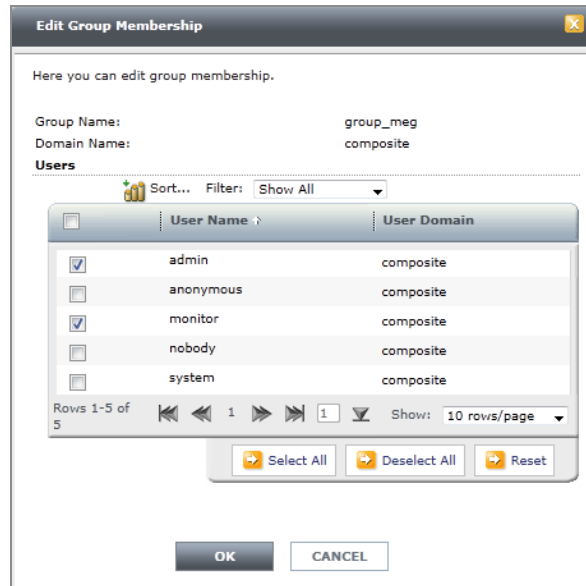 Edit Group Membership
Here you can edit group membership.
Group Name: group_meg
Domain Name: composite
Users
Sort... Filter: Show All
User Name User Domain
admin composite
anonymous composite
monitor composite
nobody composite
system composite
Rows 1-5 of 5 1 1 Show: 10 rows/page
Select All Deselect All Reset
OK CANCEL